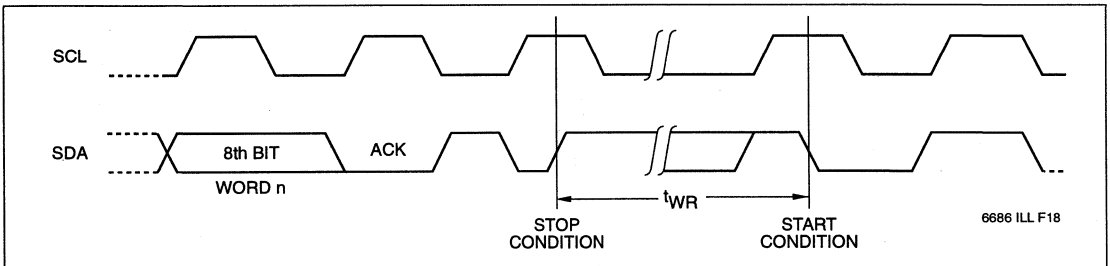 SCL
SDA
8th BIT
ACK
WORD n
tWR
STOP
CONDITION
START
CONDITION
6686 ILL F18